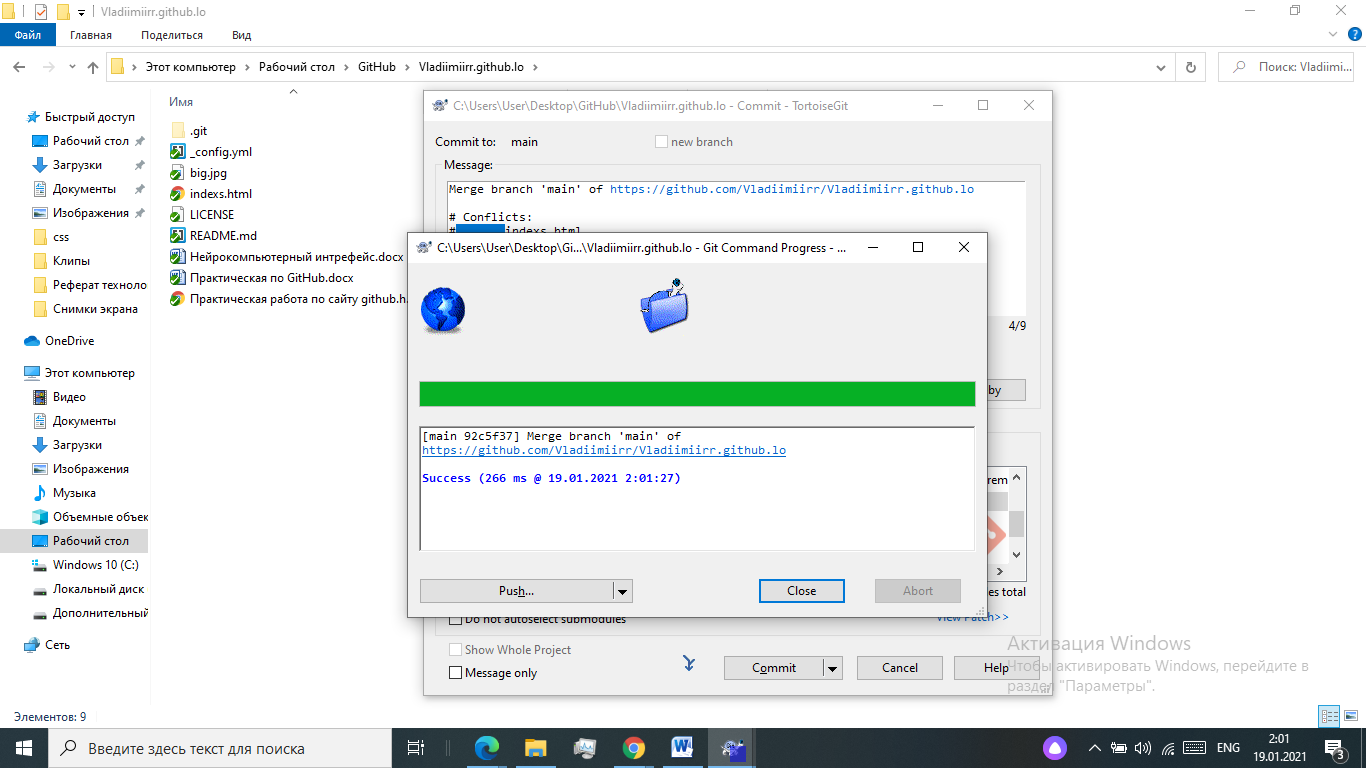 Vladiimiirr.github.lo
Файл Главная Поделиться Вид
Этот компьютер Рабочий стол GitHub Vladiimiirr.github.lo
Поиск: Vladiimi...
Имя
Быстрый доступ
Рабочий стол
Загрузки
Документы
Изображения
css
Клипы
Реферат техноло
Снимки экрана
OneDrive
Этот компьютер
Видео
Документы
Загрузки
Изображения
Музыка
Объемные объек
Рабочий стол
Windows 10 (C:)
Локальный диск
Дополнительный
Сеть
.git
_config.yml
big.jpg
indexs.html
LICENSE
README.md
Нейрокомпьютерный интрефейс.docx
Практическая по GitHub.docx
Практическая работа по сайту github.h.
C:\Users\User\Desktop\GitHub\Vladiimiirr.github.lo - Commit - TortoiseGit
Commit to: main new branch
Message:
Merge branch 'main' of https://github.com/Vladiimiirr/Vladiimiirr.github.lo
# Conflicts:
# indexs.html
4/9
by
C:\Users\User\Desktop\Gi...\Vladiimiirr.github.lo - Git Command Progress - ...
[main 92c5f37] Merge branch 'main' of
https://github.com/Vladiimiirr/Vladiimiirr.github.lo
Success (266 ms @ 19.01.2021 2:01:27)
Push... Close Abort
rem
es total
Do not autoselect submodules
View Patch>>
Show Whole Project
Message only
Commit Cancel Help
Активация Windows
Чтобы активировать Windows, перейдите в
раздел "Параметры".
Элементов: 9
Введите здесь текст для поиска
ENG
2:01
19.01.2021
3